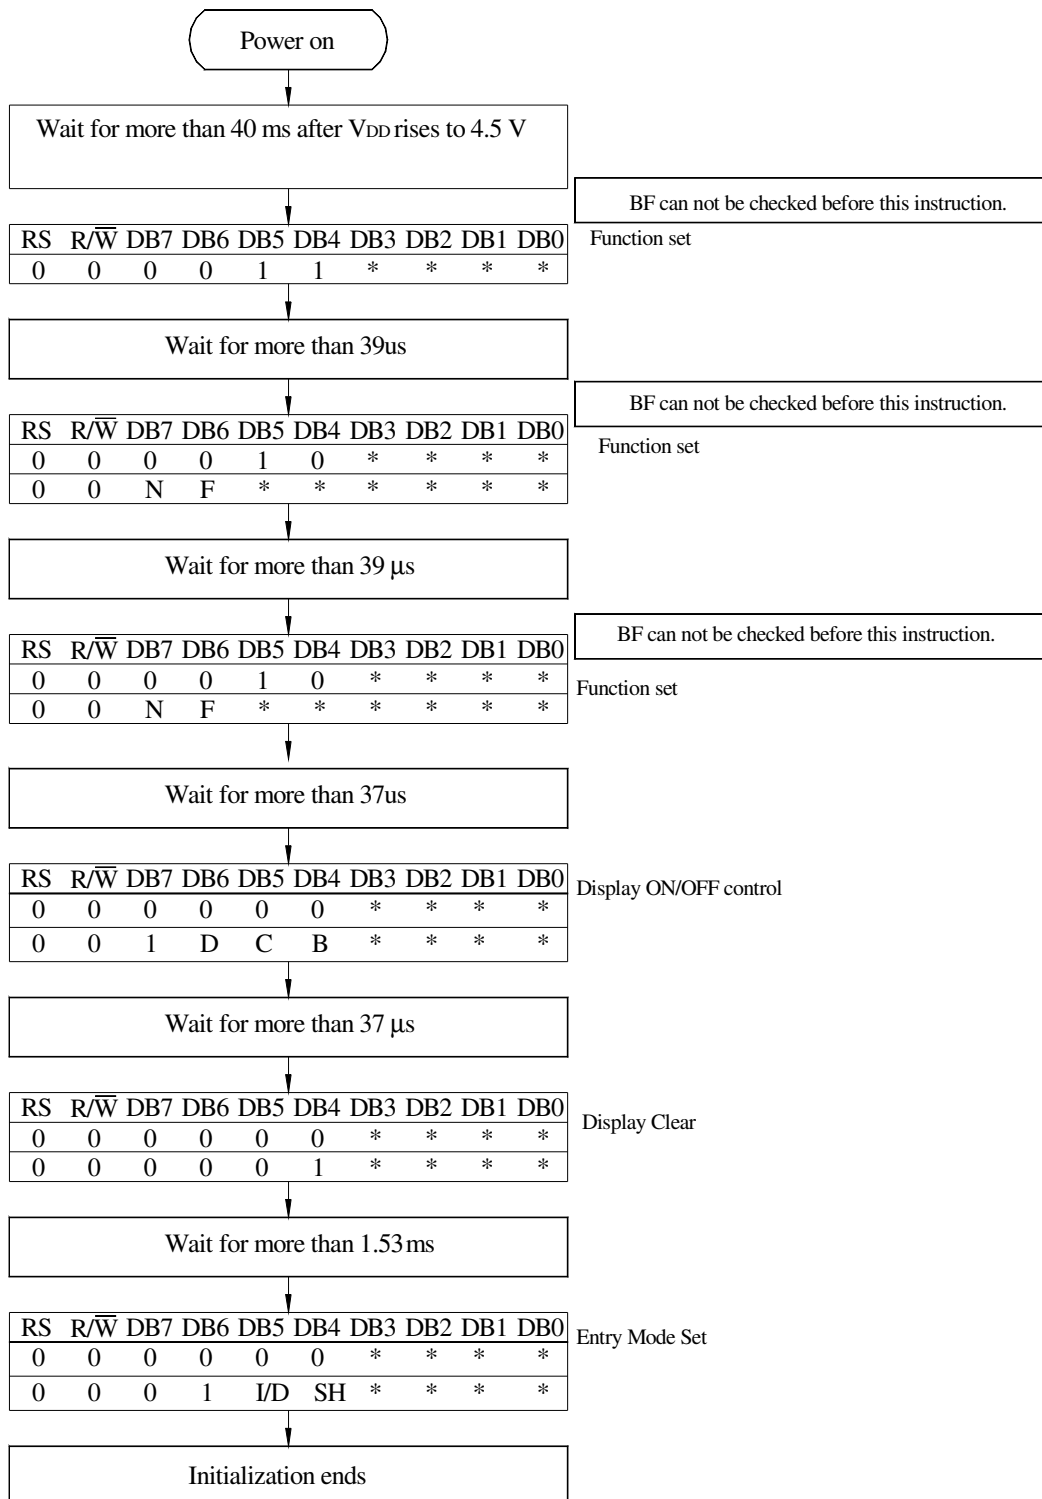 Power on
Wait for more than 40 ms after VDD rises to 4.5 V
BF can not be checked before this instruction.
RS R/W̅ DB7 DB6 DB5 DB4 DB3 DB2 DB1 DB0
Function set
0 0 0 0 1 1 * * * *
Wait for more than 39us
BF can not be checked before this instruction.
RS R/W̅ DB7 DB6 DB5 DB4 DB3 DB2 DB1 DB0
Function set
0 0 0 0 1 0 * * * *
0 0 N F * * * * * *
Wait for more than 39 μs
BF can not be checked before this instruction.
RS R/W̅ DB7 DB6 DB5 DB4 DB3 DB2 DB1 DB0
0 0 0 0 1 0 * * * *
Function set
0 0 N F * * * * * *
Wait for more than 37us
RS R/W̅ DB7 DB6 DB5 DB4 DB3 DB2 DB1 DB0
Display ON/OFF control
0 0 0 0 0 0 * * * *
0 0 1 D C B * * * *
Wait for more than 37 μs
RS R/W̅ DB7 DB6 DB5 DB4 DB3 DB2 DB1 DB0
Display Clear
0 0 0 0 0 0 * * * *
0 0 0 0 0 1 * * * *
Wait for more than 1.53ms
RS R/W̅ DB7 DB6 DB5 DB4 DB3 DB2 DB1 DB0
Entry Mode Set
0 0 0 0 0 0 * * * *
0 0 0 1 I/D SH * * * *
Initialization ends